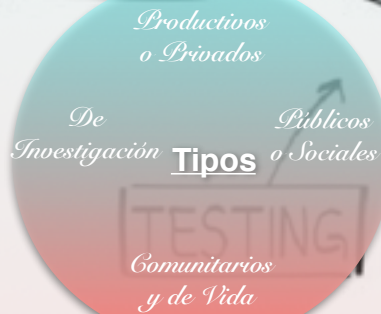 Productivos
o Privados
De
Investigación
Tipos
Públicos
o Sociales
TESTING
Comunitarios
y de Vida